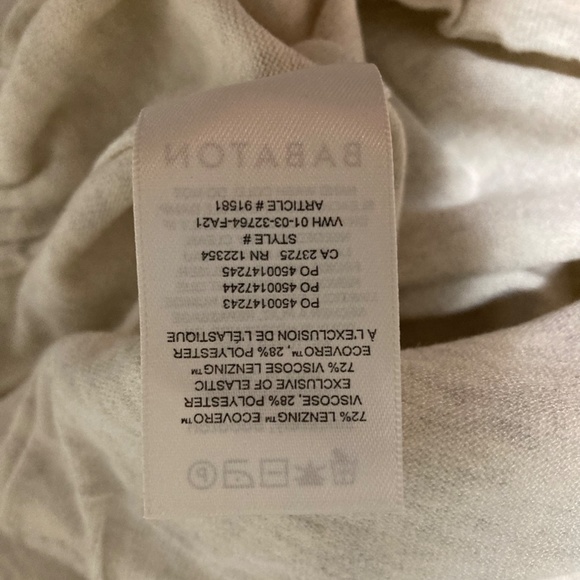 72% LENZING™ ECOVERO™
VISCOSE, 28% POLYESTER
EXCLUSIVE OF ELASTIC
72% VISCOSE LENZING™
ECOVERO™, 28% POLYESTER
À L'EXCLUSION DE L'ÉLASTIQUE
PO 4500147243
PO 4500147244
PO 4500147245
CA 23725 RN 122354
STYLE #
VWH 01-03-32764-FA21
ARTICLE # 91581
BABATON